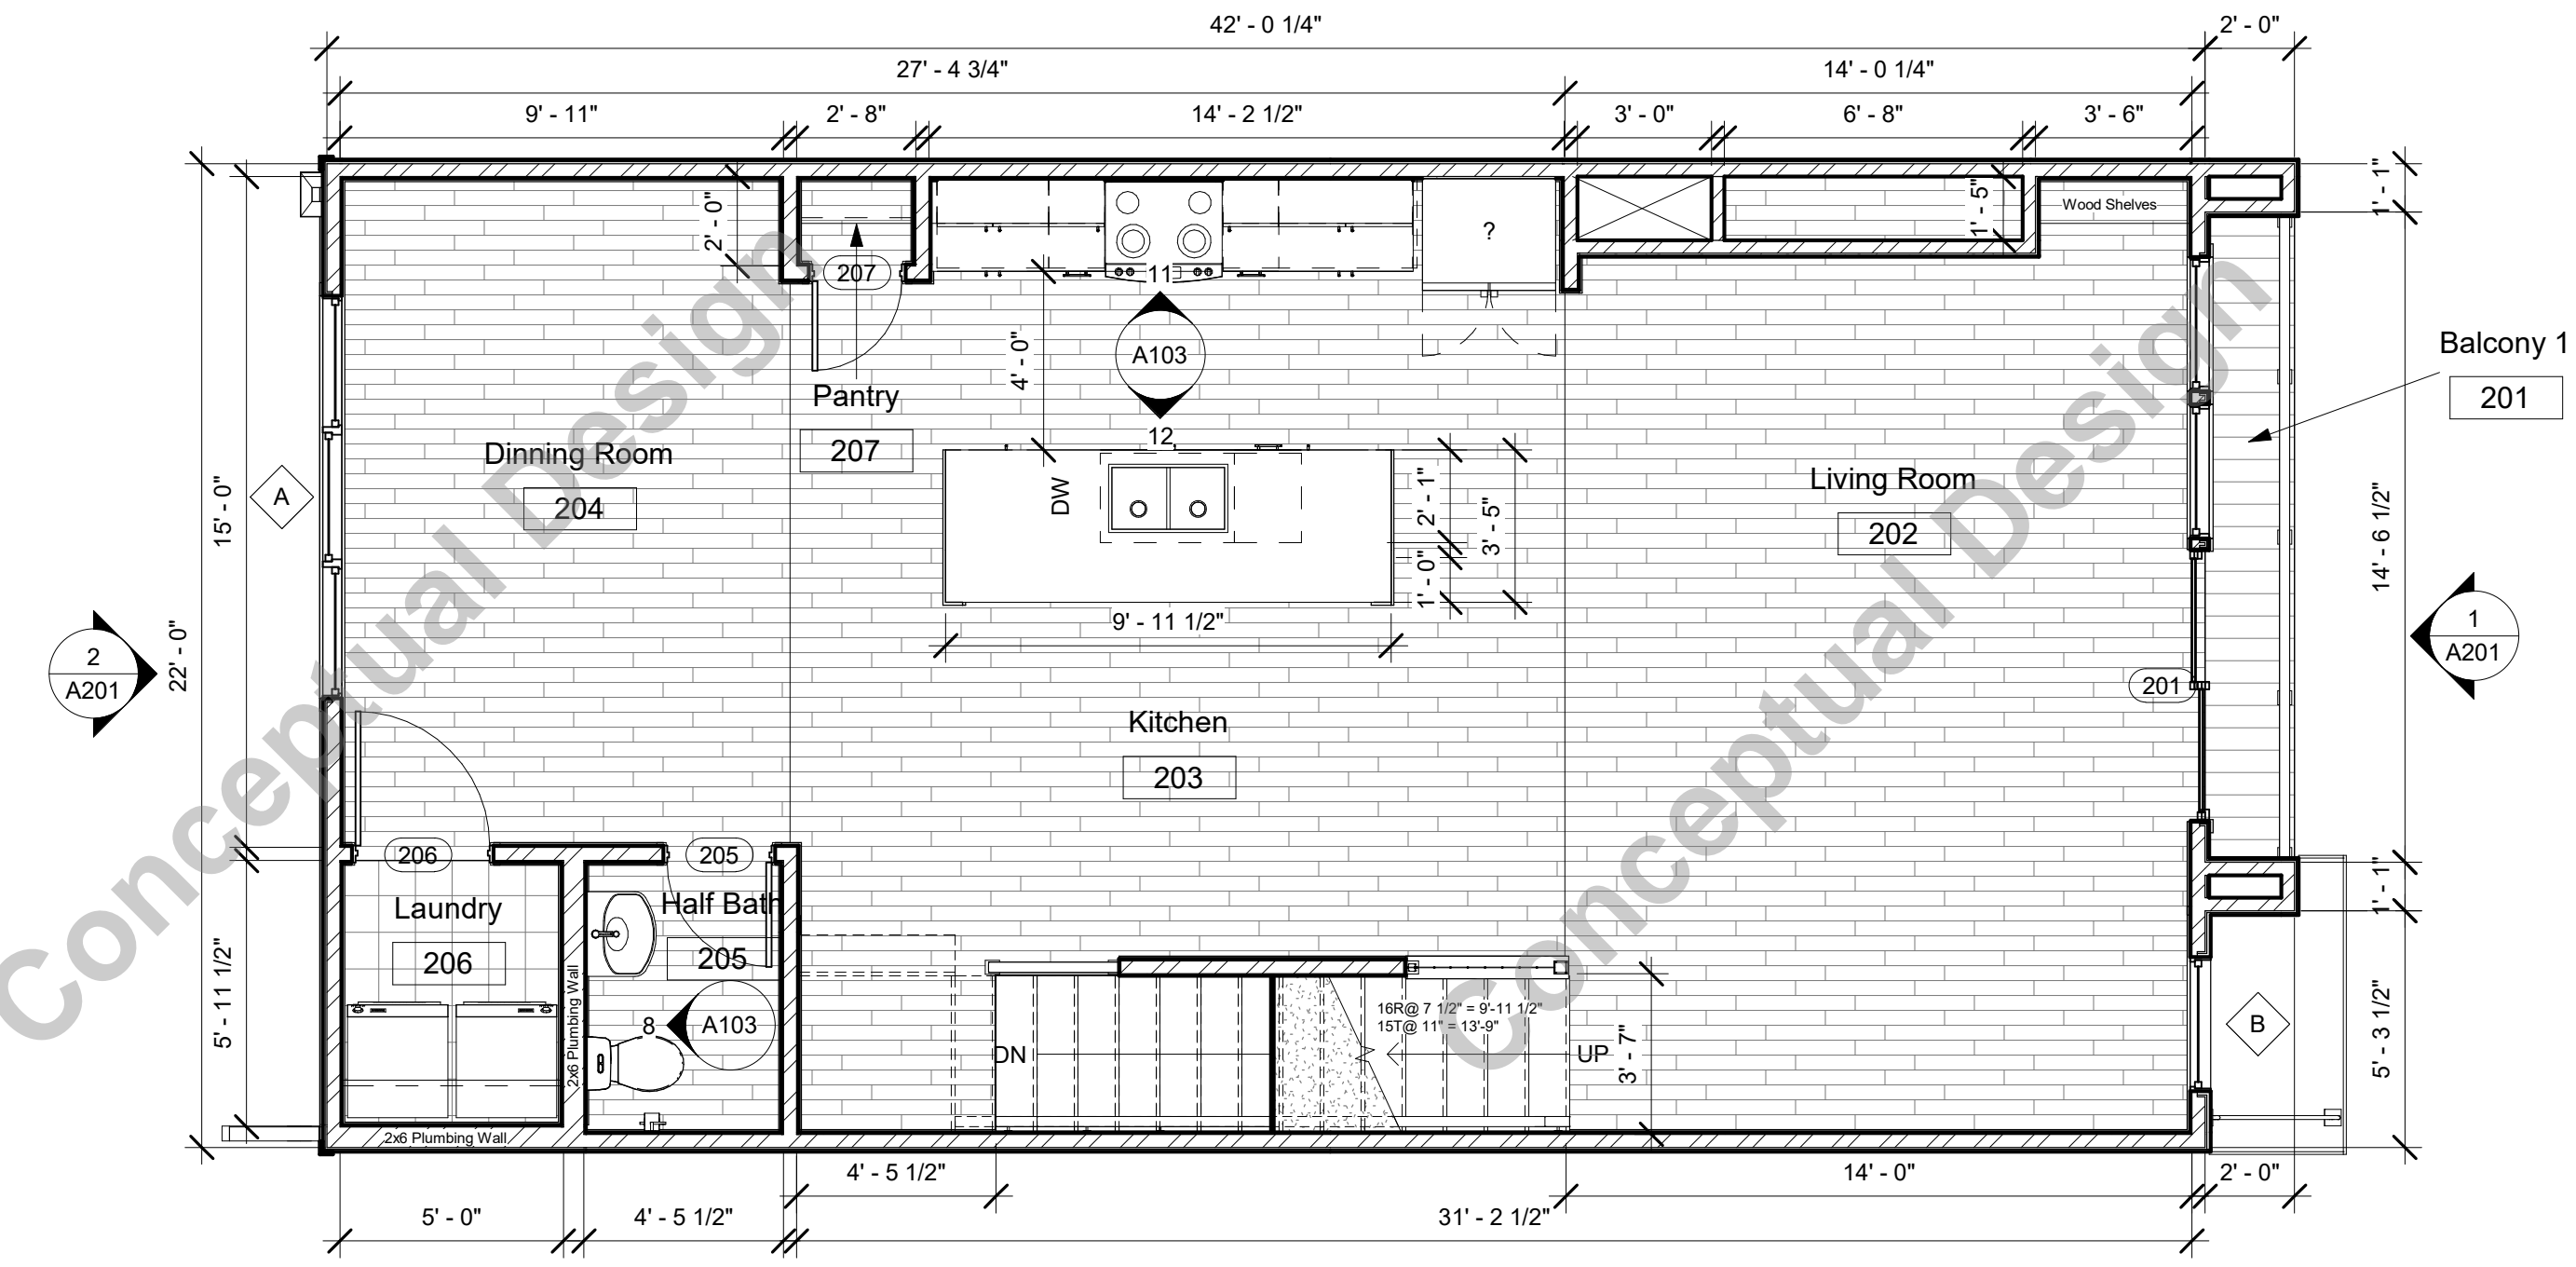 42' - 0 1/4"
2' - 0"
27' - 4 3/4"
14' - 0 1/4"
9' - 11"
2' - 8"
14' - 2 1/2"
3' - 0"
6' - 8"
3' - 6"
1' - 1"
2' - 0"
1' - 5"
Wood Shelves
?
207
11
A103
12
4' - 0"
Pantry
207
Balcony 1
201
Dinning Room
204
A
15' - 0"
22' - 0"
DW
2' - 1"
3' - 5"
1' - 0"
9' - 11 1/2"
Living Room
202
14' - 6 1/2"
2
A201
1
A201
201
Kitchen
203
206
205
Laundry
206
Half Bath
205
1' - 1"
5' - 11 1/2"
2x6 Plumbing Wall
8
A103
16R@ 7 1/2" = 9'-11 1/2"
15T@ 11" = 13'-9"
DN
UP
3' - 7"
B
5' - 3 1/2"
2x6 Plumbing Wall
4' - 5 1/2"
14' - 0"
2' - 0"
5' - 0"
4' - 5 1/2"
31' - 2 1/2"
Conceptual Design
Conceptual Design